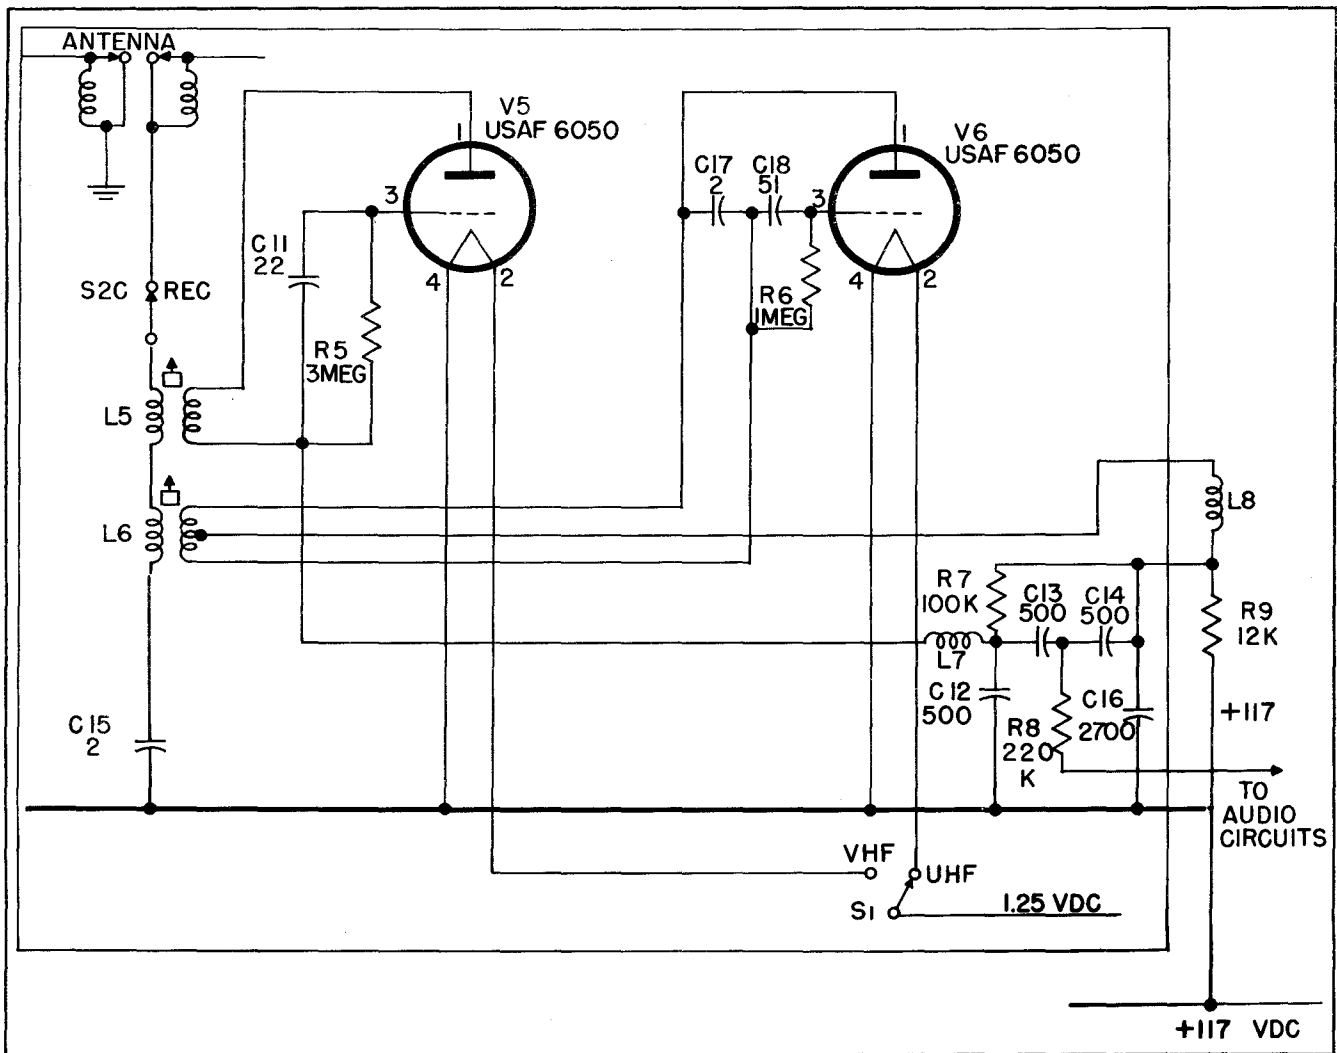 ANTENNA
V5
USAF 6050
1
3
4
2
V6
USAF 6050
1
3
4
2
C17
2
C18
51
C11
22
S2C
REC
R5
3MEG
R6
1MEG
L5
L6
L8
R7
100K
C13
500
C14
500
R9
12K
L7
C12
500
C16
2700
R8
220
K
+117
C15
2
TO
AUDIO
CIRCUITS
VHF
UHF
S1
1.25 VDC
+117 VDC